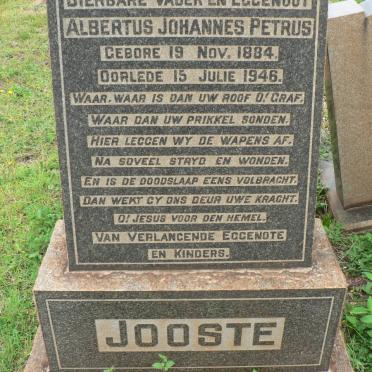 DIERBARE VADER EN EGGENOOT
ALBERTUS JOHANNES PETRUS
GEBORE 19 NOV. 1884.
OORLEDE 15 JULIE 1946.
WAAR, WAAR IS DAN UW ROOF O! GRAF,
WAAR DAN UW PRIKKEL SONDEN.
HIER LEGGEN WY DE WAPENS AF.
NA SOVEEL STRYD EN WONDEN.
EN IS DE DOODSLAAP EENS VOLBRACHT.
DAN WEKT GY ONS DEUR UWE KRACHT.
O! JESUS VOOR DEN HEMEL.
VAN VERLANGENDE EGGENOTE
EN KINDERS.
JOOSTE